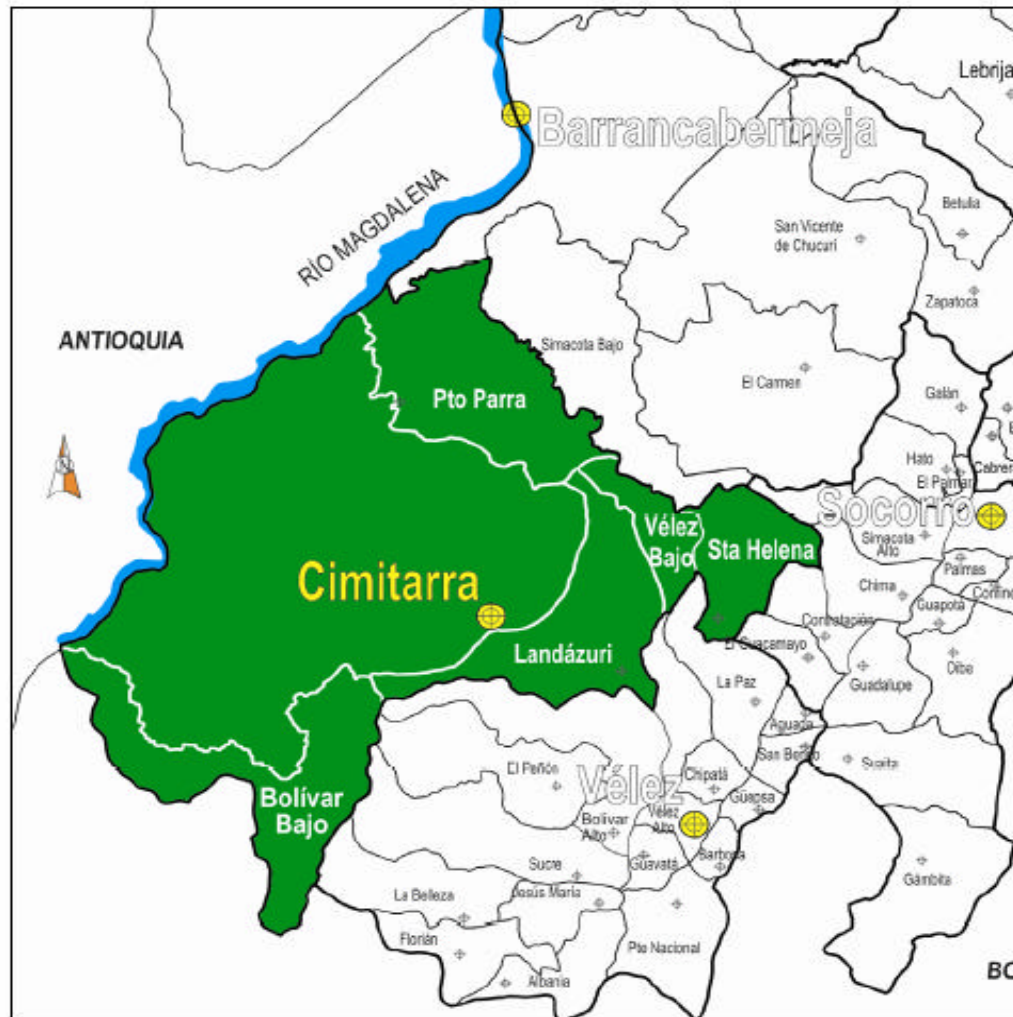 Lebrija
Barrancabermeja
RÍO MAGDALENA
Betulia
San Vicente
de Chucurí
Zapatoca
ANTIOQUIA
Simacota Bajo
El Carmen
Galán
Pto Parra
Hato
Cabrer
El Palmar
Socorro
Vélez
Bajo
Sta Helena
Simacota
Alto
Palmas
Cimitarra
Chima
Confine
Guapotá
Contratación
El Guacamayo
Landázuri
Oiba
La Paz
Guadalupe
Aguada
San Benito
Suaita
El Peñón
Chipatá
Vélez
Güepsa
Bolívar
Bajo
Bolívar
Alto
Vélez
Alto
Barbosa
Guavatá
Sucre
Gámbita
La Belleza
Jesús María
Florián
Pte Nacional
Albania
BO